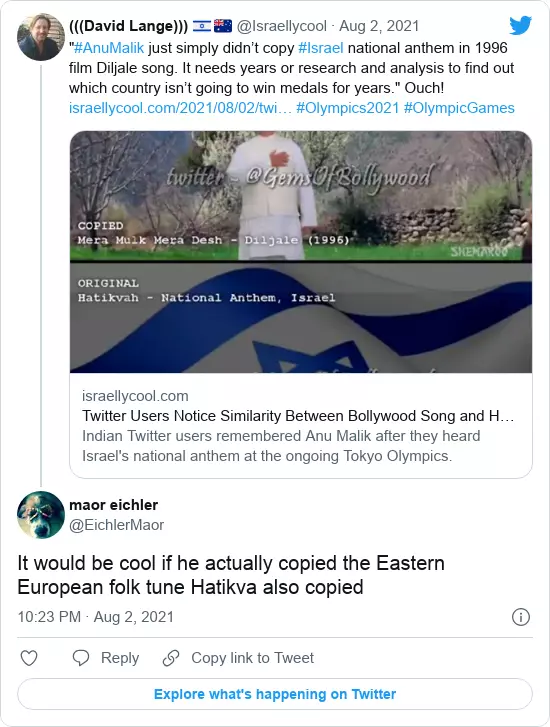 (((David Lange))) 🇮🇱 🇦🇺 @Israellycool · Aug 2, 2021
"#AnuMalik just simply didn’t copy #Israel national anthem in 1996
film Diljale song. It needs years or research and analysis to find out
which country isn’t going to win medals for years." Ouch!
israellycool.com/2021/08/02/twi… #Olympics2021 #OlympicGames
twitter - @GemsOfBollywood
COPIED
Mera Mulk Mera Desh - Diljale (1996)
SHEMAROO
ORIGINAL
Hatikvah - National Anthem, Israel
israellycool.com
Twitter Users Notice Similarity Between Bollywood Song and H…
Indian Twitter users remembered Anu Malik after they heard
Israel's national anthem at the ongoing Tokyo Olympics.
maor eichler
@EichlerMaor
It would be cool if he actually copied the Eastern
European folk tune Hatikva also copied
10:23 PM · Aug 2, 2021
Reply
Copy link to Tweet
Explore what's happening on Twitter